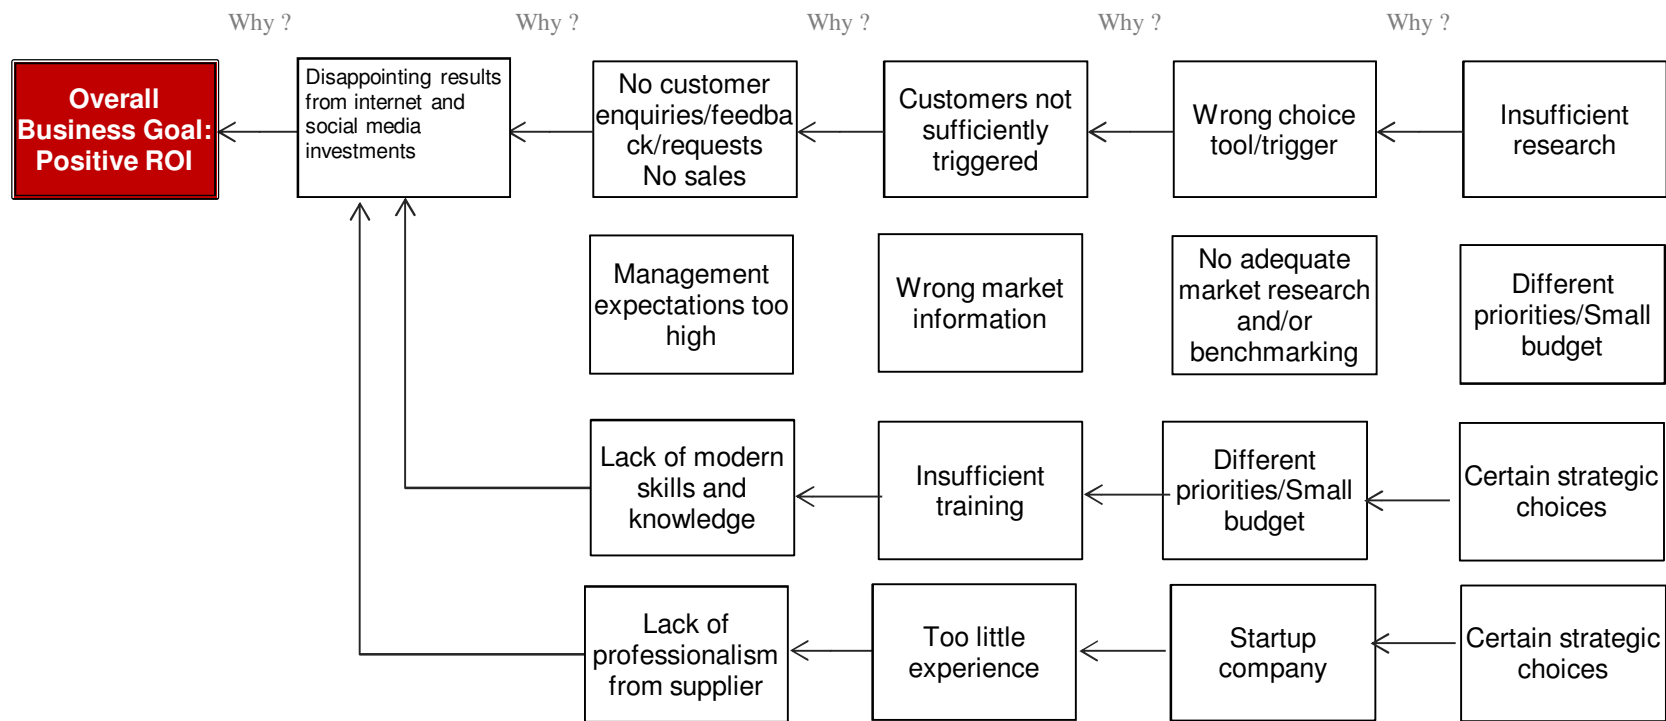 Why ?
Why ?
Why ?
Why ?
Why ?
Overall
Business Goal:
Positive ROI
Disappointing results
from internet and
social media
investments
No customer
enquiries/feedba
ck/requests
No sales
Customers not
sufficiently
triggered
Wrong choice
tool/trigger
Insufficient
research
Management
expectations too
high
Wrong market
information
No adequate
market research
and/or
benchmarking
Different
priorities/Small
budget
Lack of modern
skills and
knowledge
Insufficient
training
Different
priorities/Small
budget
Certain strategic
choices
Lack of
professionalism
from supplier
Too little
experience
Startup
company
Certain strategic
choices